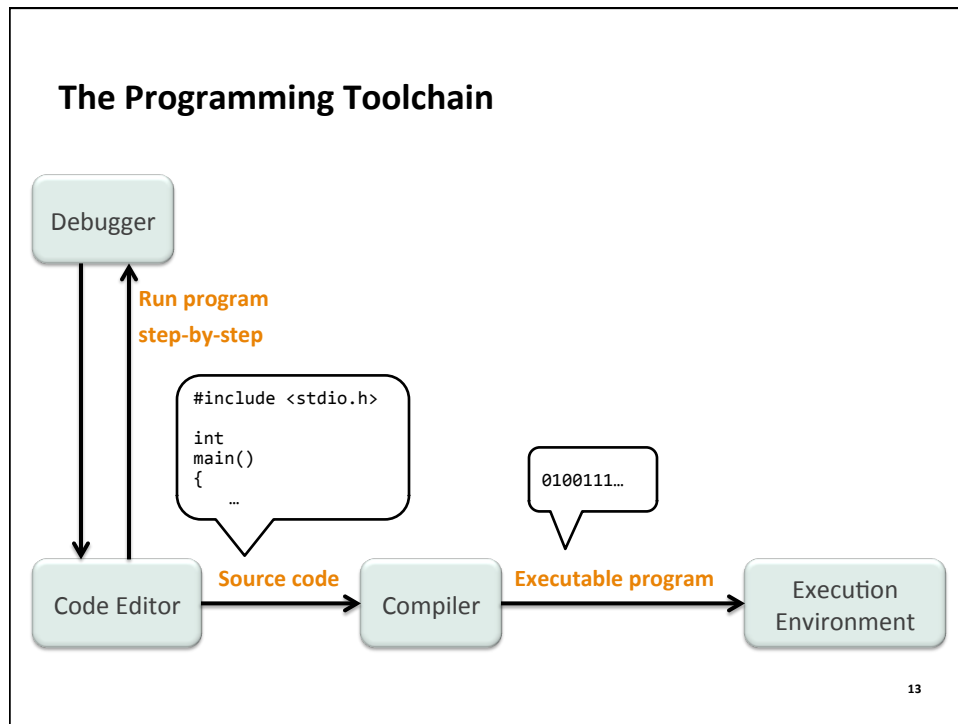 The Programming Toolchain
Debugger
Run program
step-by-step
#include <stdio.h>
int
main()
{
…
0100111…
Code Editor
Source code
Compiler
Executable program
Execution
Environment
13